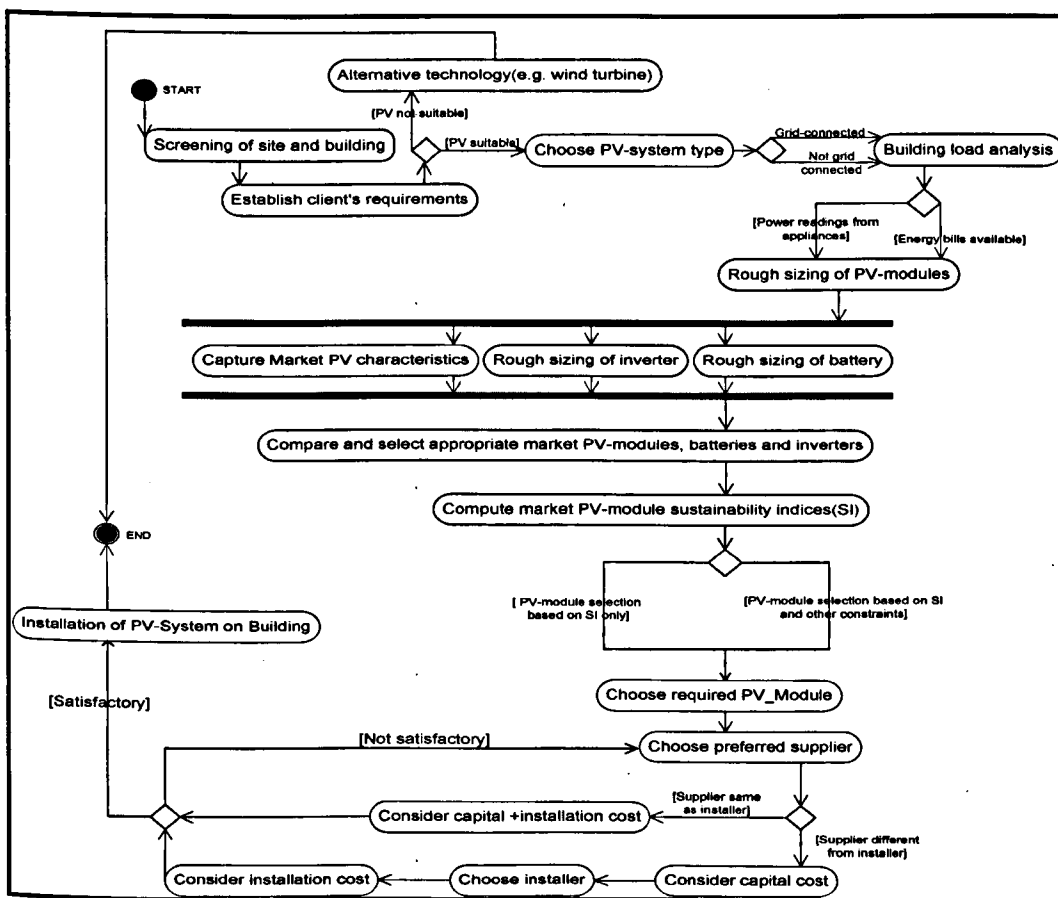 Alternative technology(e.g. wind turbine)
START
[PV not suitable]
Screening of site and building
[PV suitable]
Choose PV-system type
Grid-connected
Not grid
connected
Building load analysis
Establish client's requirements
[Power readings from
appliances]
[Energy bills available]
Rough sizing of PV-modules
Capture Market PV characteristics
Rough sizing of inverter
Rough sizing of battery
Compare and select appropriate market PV-modules, batteries and inverters
Compute market PV-module sustainability indices(SI)
END
[ PV-module selection
based on SI only]
[PV-module selection based on SI
and other constraints]
Installation of PV-System on Building
Choose required PV_Module
[Satisfactory]
[Not satisfactory]
Choose preferred supplier
[Supplier same
as installer]
Consider capital +installation cost
[Supplier different
from installer]
Consider installation cost
Choose installer
Consider capital cost